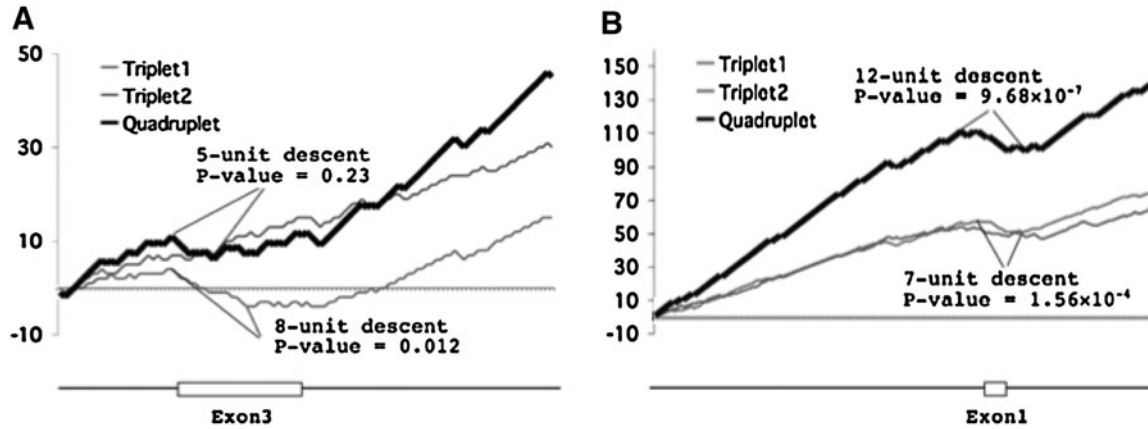 A
50
30
10
-10
Triplet1
Triplet2
Quadruplet
5-unit descent
P-value = 0.23
8-unit descent
P-value = 0.012
Exon3
B
150
130
110
90
70
50
30
10
-10
Triplet1
Triplet2
Quadruplet
12-unit descent
P-value = 9.68×10⁻⁷
7-unit descent
P-value = 1.56×10⁻⁴
Exon1